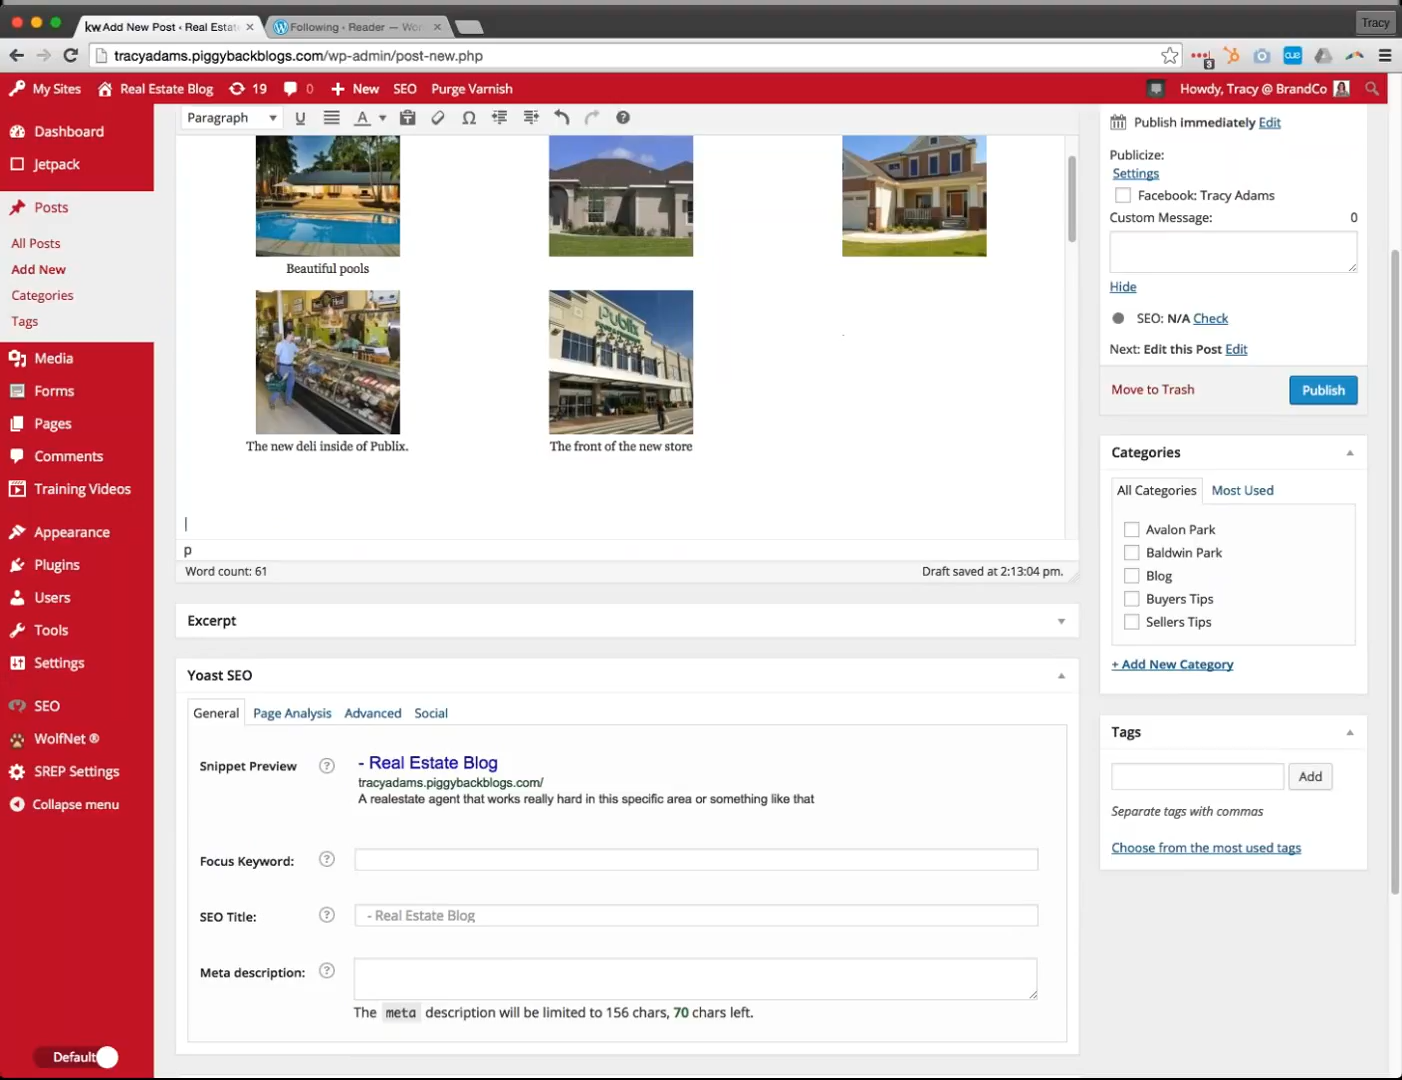 kw Add New Post ‹ Real Estate
Following ‹ Reader — Wor
Tracy
tracyadams.piggybackblogs.com/wp-admin/post-new.php
3
CUE
My Sites
Real Estate Blog
19
0
New
SEO
Purge Varnish
Howdy, Tracy @ BrandCo
Dashboard
Jetpack
Posts
All Posts
Add New
Categories
Tags
Media
Forms
Pages
Comments
Training Videos
Appearance
Plugins
Users
Tools
Settings
SEO
WolfNet ®
SREP Settings
Collapse menu
Default
Paragraph
Beautiful pools
Publix
The new deli inside of Publix.
The front of the new store
p
Word count: 61
Draft saved at 2:13:04 pm.
Excerpt
Yoast SEO
General
Page Analysis
Advanced
Social
Snippet Preview
- Real Estate Blog
tracyadams.piggybackblogs.com/
A realestate agent that works really hard in this specific area or something like that
Focus Keyword:
SEO Title:
- Real Estate Blog
Meta description:
The meta description will be limited to 156 chars, 70 chars left.
Publish immediately Edit
Publicize:
Settings
Facebook: Tracy Adams
Custom Message:
0
Hide
SEO: N/A Check
Next: Edit this Post Edit
Move to Trash
Publish
Categories
All Categories
Most Used
Avalon Park
Baldwin Park
Blog
Buyers Tips
Sellers Tips
+ Add New Category
Tags
Add
Separate tags with commas
Choose from the most used tags